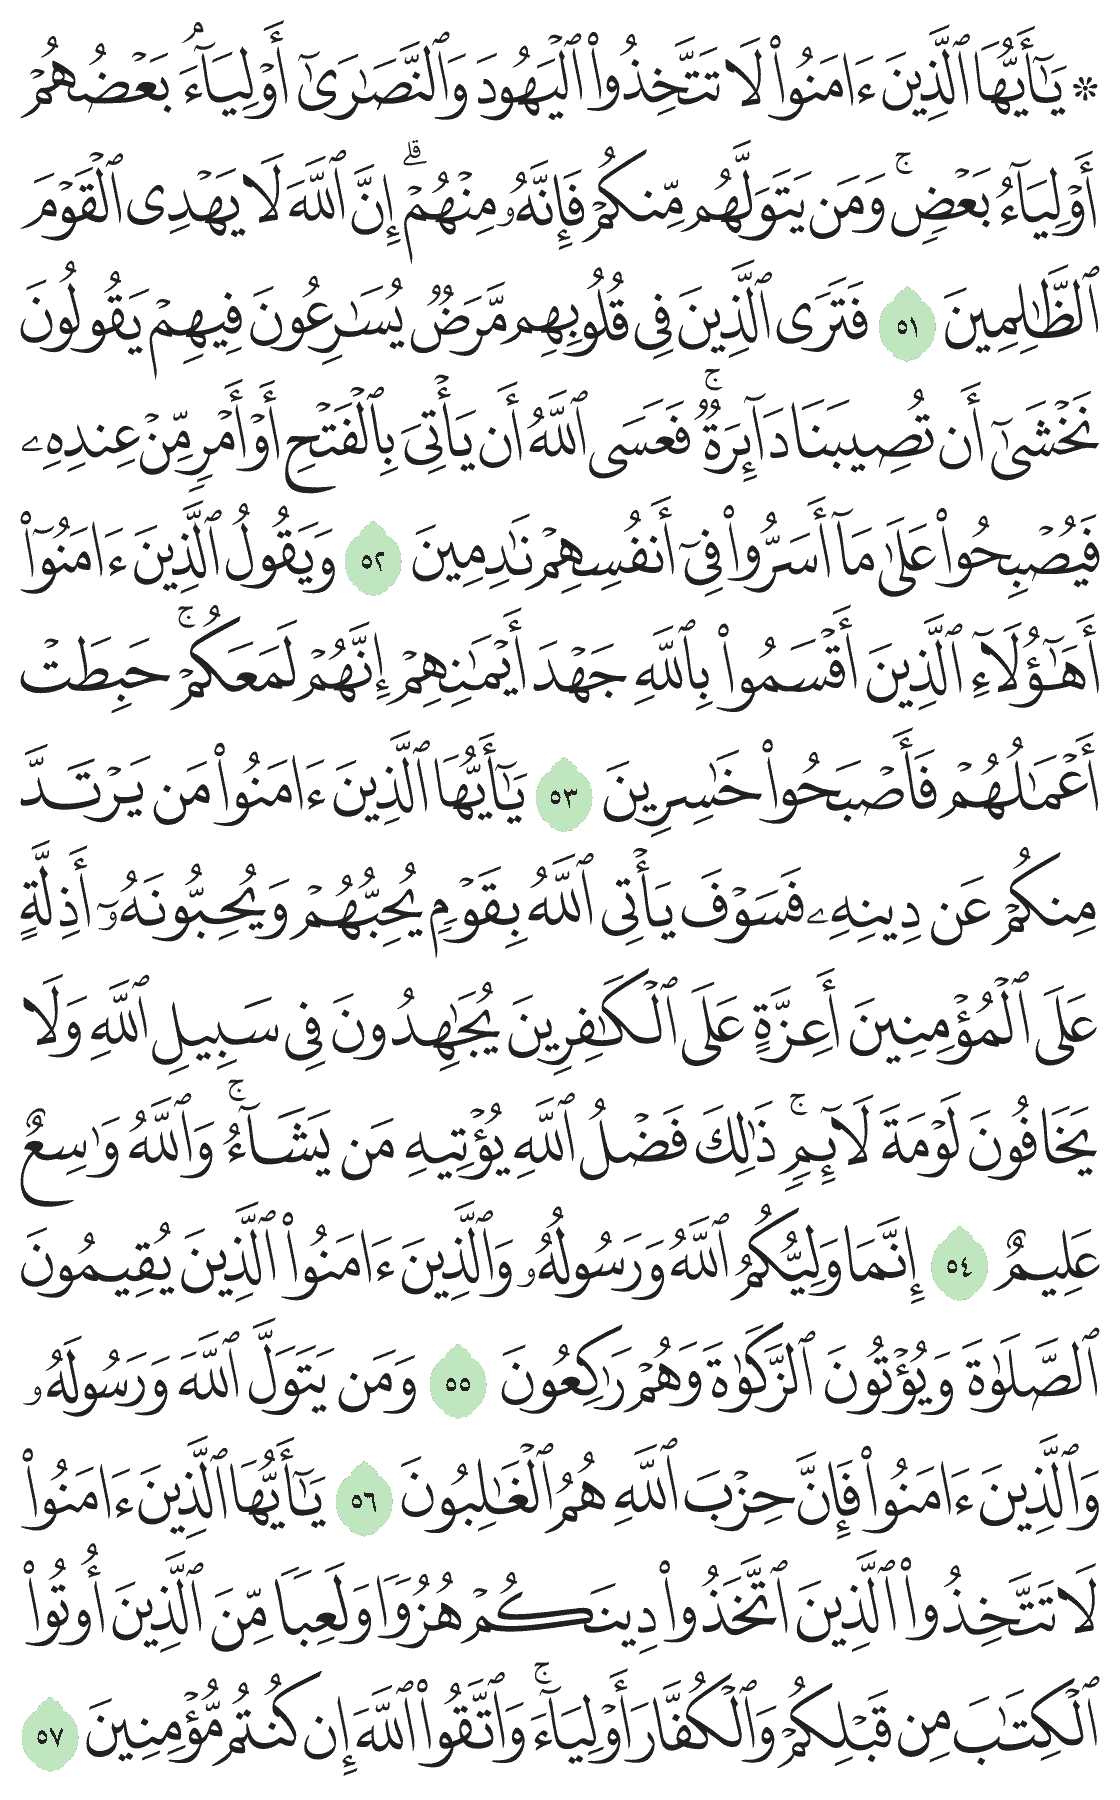 ۞ يَـٰٓأَيُّهَا ٱلَّذِينَ ءَامَنُوا۟ لَا تَتَّخِذُوا۟ ٱلْيَهُودَ وَٱلنَّصَـٰرَىٰٓ أَوْلِيَآءَ ۘ بَعْضُهُمْ
أَوْلِيَآءُ بَعْضٍ ۚ وَمَن يَتَوَلَّهُم مِّنكُمْ فَإِنَّهُۥ مِنْهُمْ ۗ إِنَّ ٱللَّهَ لَا يَهْدِى ٱلْقَوْمَ
ٱلظَّـٰلِمِينَ ٥١ فَتَرَى ٱلَّذِينَ فِى قُلُوبِهِم مَّرَضٌ يُسَـٰرِعُونَ فِيهِمْ يَقُولُونَ
نَخْشَىٰٓ أَن تُصِيبَنَا دَآئِرَةٌ ۚ فَعَسَى ٱللَّهُ أَن يَأْتِىَ بِٱلْفَتْحِ أَوْ أَمْرٍ مِّنْ عِندِهِۦ
فَيُصْبِحُوا۟ عَلَىٰ مَآ أَسَرُّوا۟ فِىٓ أَنفُسِهِمْ نَـٰدِمِينَ ٥٢ وَيَقُولُ ٱلَّذِينَ ءَامَنُوٓا۟
أَهَـٰٓؤُلَآءِ ٱلَّذِينَ أَقْسَمُوا۟ بِٱللَّهِ جَهْدَ أَيْمَـٰنِهِمْ إِنَّهُمْ لَمَعَكُمْ ۚ حَبِطَتْ
أَعْمَـٰلُهُمْ فَأَصْبَحُوا۟ خَـٰسِرِينَ ٥٣ يَـٰٓأَيُّهَا ٱلَّذِينَ ءَامَنُوا۟ مَن يَرْتَدَّ
مِنكُمْ عَن دِينِهِۦ فَسَوْفَ يَأْتِى ٱللَّهُ بِقَوْمٍ يُحِبُّهُمْ وَيُحِبُّونَهُۥٓ أَذِلَّةٍ
عَلَى ٱلْمُؤْمِنِينَ أَعِزَّةٍ عَلَى ٱلْكَـٰفِرِينَ يُجَـٰهِدُونَ فِى سَبِيلِ ٱللَّهِ وَلَا
يَخَافُونَ لَوْمَةَ لَآئِمٍ ۚ ذَٰلِكَ فَضْلُ ٱللَّهِ يُؤْتِيهِ مَن يَشَآءُ ۚ وَٱللَّهُ وَٰسِعٌ
عَلِيمٌ ٥٤ إِنَّمَا وَلِيُّكُمُ ٱللَّهُ وَرَسُولُهُۥ وَٱلَّذِينَ ءَامَنُوا۟ ٱلَّذِينَ يُقِيمُونَ
ٱلصَّلَوٰةَ وَيُؤْتُونَ ٱلزَّكَوٰةَ وَهُمْ رَٰكِعُونَ ٥٥ وَمَن يَتَوَلَّ ٱللَّهَ وَرَسُولَهُۥ
وَٱلَّذِينَ ءَامَنُوا۟ فَإِنَّ حِزْبَ ٱللَّهِ هُمُ ٱلْغَـٰلِبُونَ ٥٦ يَـٰٓأَيُّهَا ٱلَّذِينَ ءَامَنُوا۟
لَا تَتَّخِذُوا۟ ٱلَّذِينَ ٱتَّخَذُوا۟ دِينَكُمْ هُزُوًا وَلَعِبًا مِّنَ ٱلَّذِينَ أُوتُوا۟
ٱلْكِتَـٰبَ مِن قَبْلِكُمْ وَٱلْكُفَّارَ أَوْلِيَآءَ ۚ وَٱتَّقُوا۟ ٱللَّهَ إِن كُنتُم مُّؤْمِنِينَ ٥٧